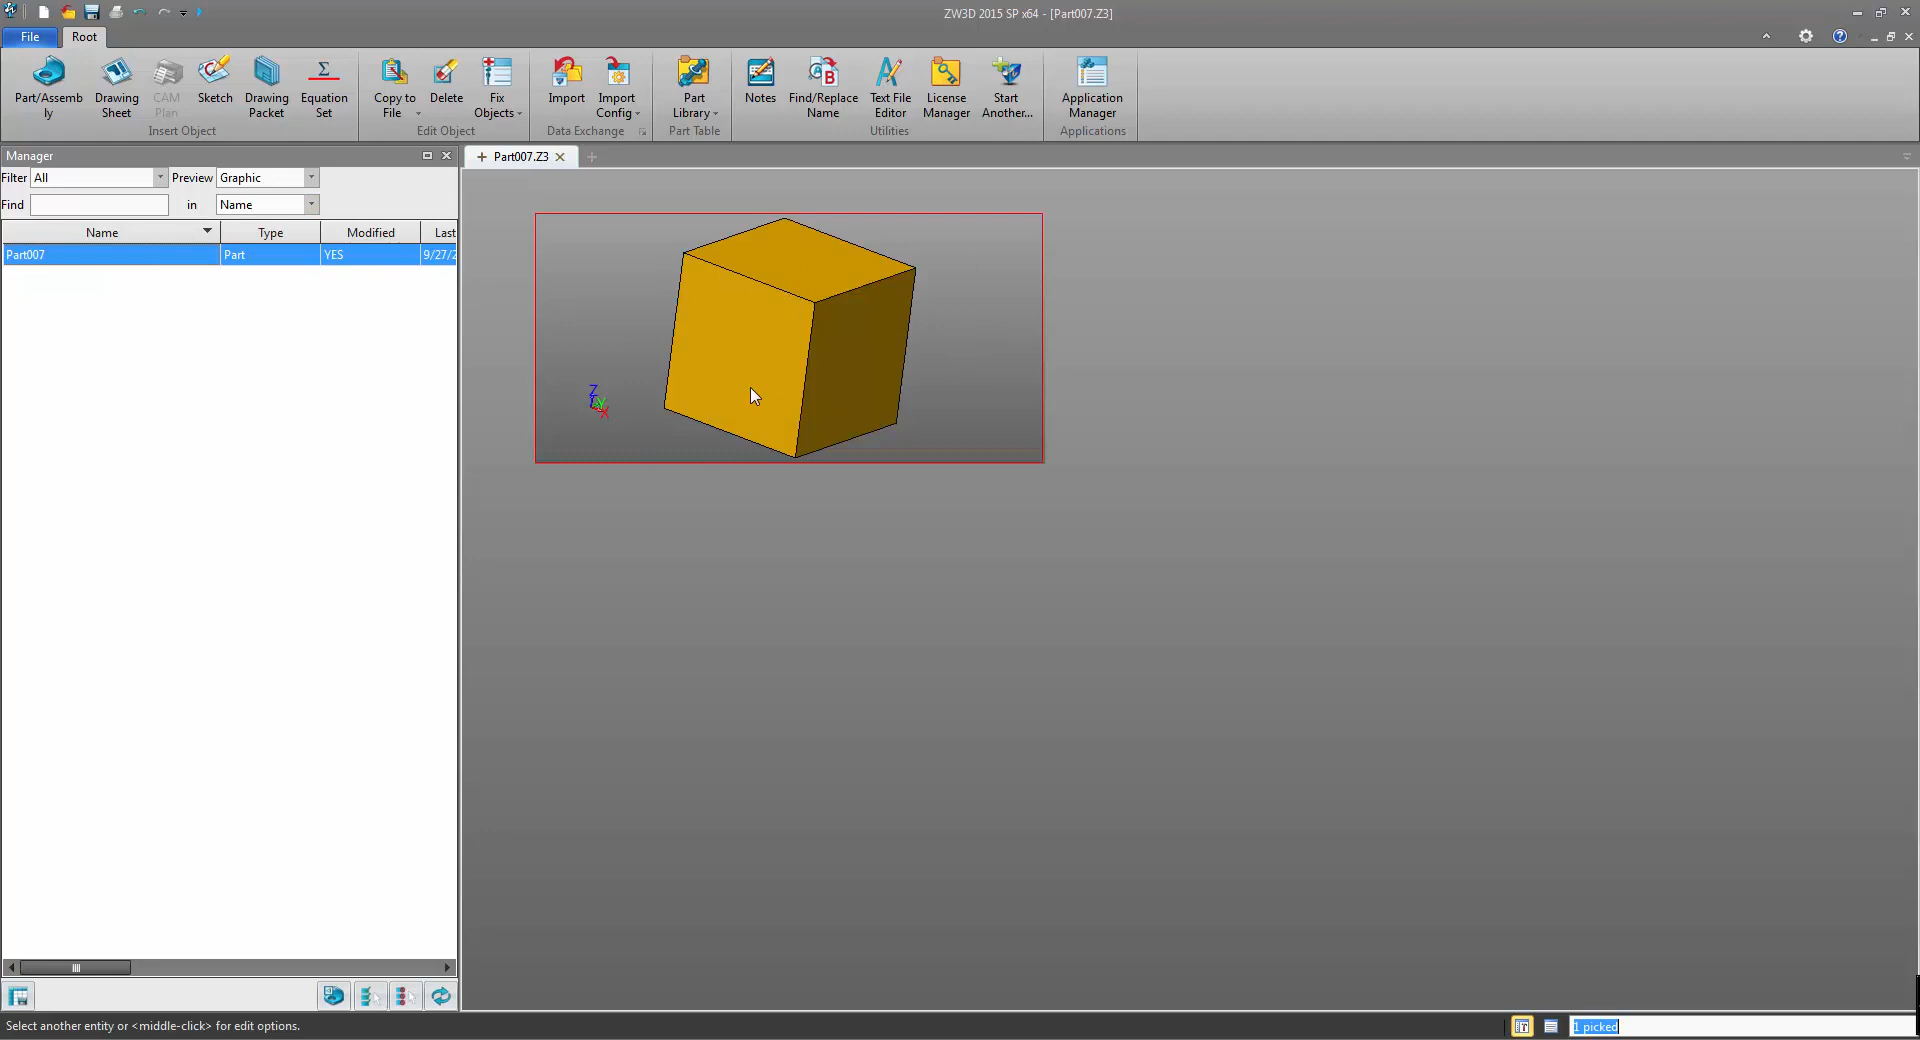 ZW3D 2015 SP x64 - [Part007.Z3]
File Root
Part/Assemb
ly
Drawing
Sheet
CAM
Plan
Sketch
Drawing
Packet
Equation
Set
Insert Object
Copy to
File
Delete
Fix
Objects
Edit Object
Import
Import
Config
Data Exchange
Part
Library
Part Table
Notes
Find/Replace
Name
Text File
Editor
License
Manager
Start
Another...
Utilities
Application
Manager
Applications
Manager
Filter All Preview Graphic
Find in Name
Name Type Modified Last
Part007 Part YES 9/27/2
Part007.Z3
Z
Y
X
Select another entity or <middle-click> for edit options.
1 picked